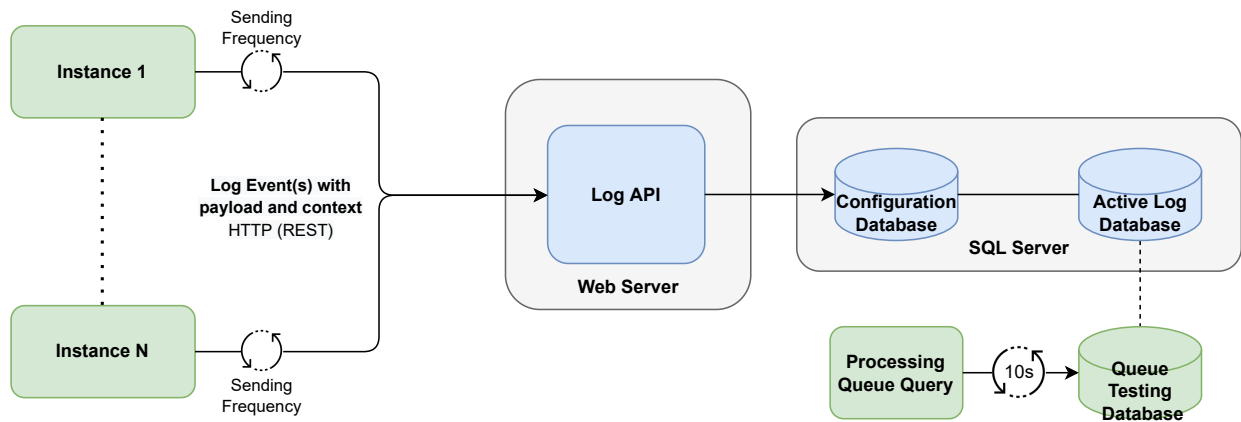 Sending
Frequency
Instance 1
Log Event(s) with
payload and context
HTTP (REST)
Log API
Web Server
Configuration
Database
Active Log
Database
SQL Server
Instance N
Sending
Frequency
Processing
Queue Query
10s
Queue
Testing
Database